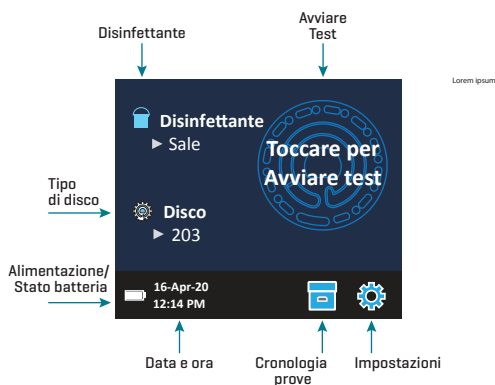 Disinfettante
Avviare
Test
Lorem ipsum
Disinfettante
Sale
Toccare per
Avviare test
Tipo
di disco
Disco
203
Alimentazione/
Stato batteria
16-Apr-20
12:14 PM
Data e ora
Cronologia
prove
Impostazioni